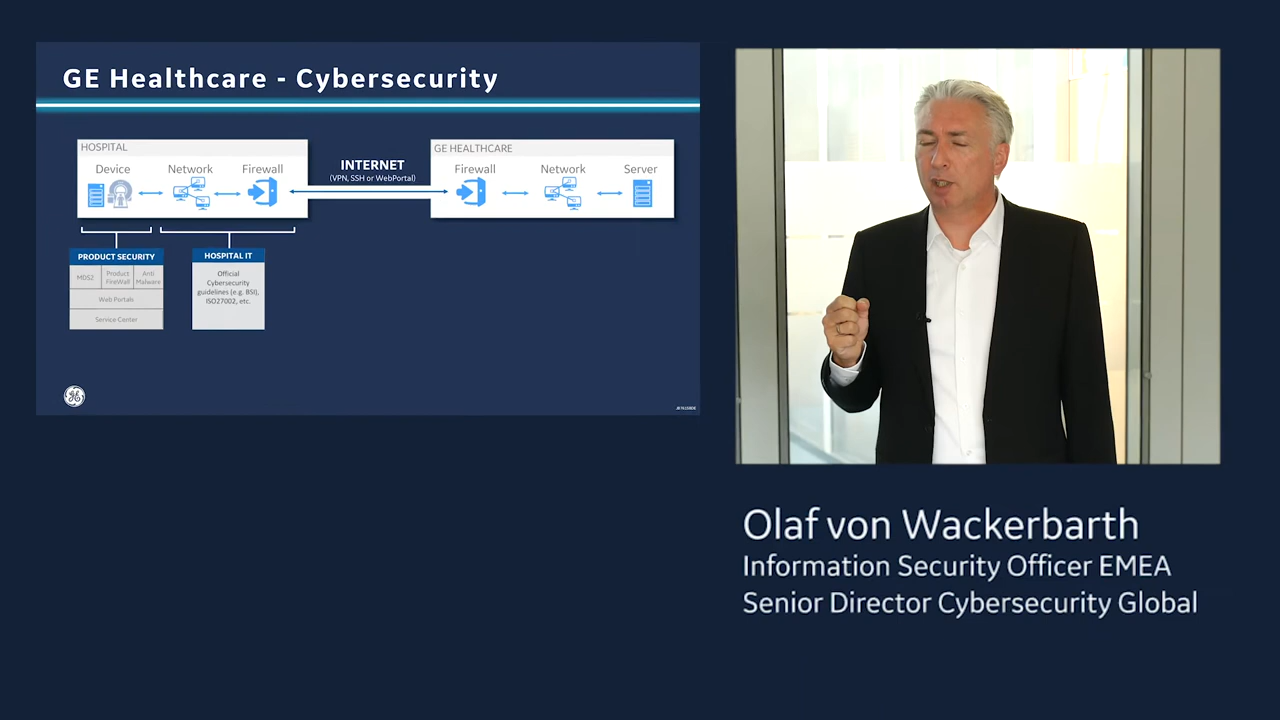 GE Healthcare - Cybersecurity
HOSPITAL
Device
Network
Firewall
INTERNET
(VPN, SSH or WebPortal)
GE HEALTHCARE
Firewall
Network
Server
PRODUCT SECURITY
MDS2
Product
FireWall
Anti
Malware
Web Portals
Service Center
HOSPITAL IT
Official
Cybersecurity
guidelines (e.g. BSI),
ISO27002, etc.
Olaf von Wackerbarth
Information Security Officer EMEA
Senior Director Cybersecurity Global